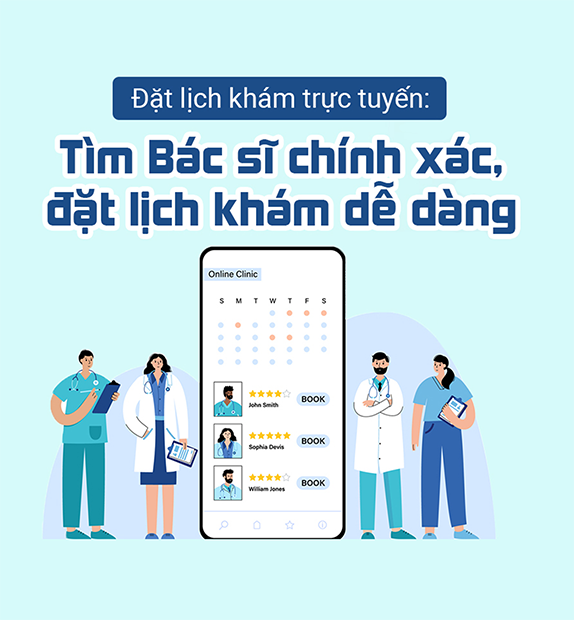 Đặt lịch khám trực tuyến:
Tìm Bác sĩ chính xác,
đặt lịch khám dễ dàng
Online Clinic
S M T W T F S
John Smith
BOOK
Sophia Devis
BOOK
William Jones
BOOK